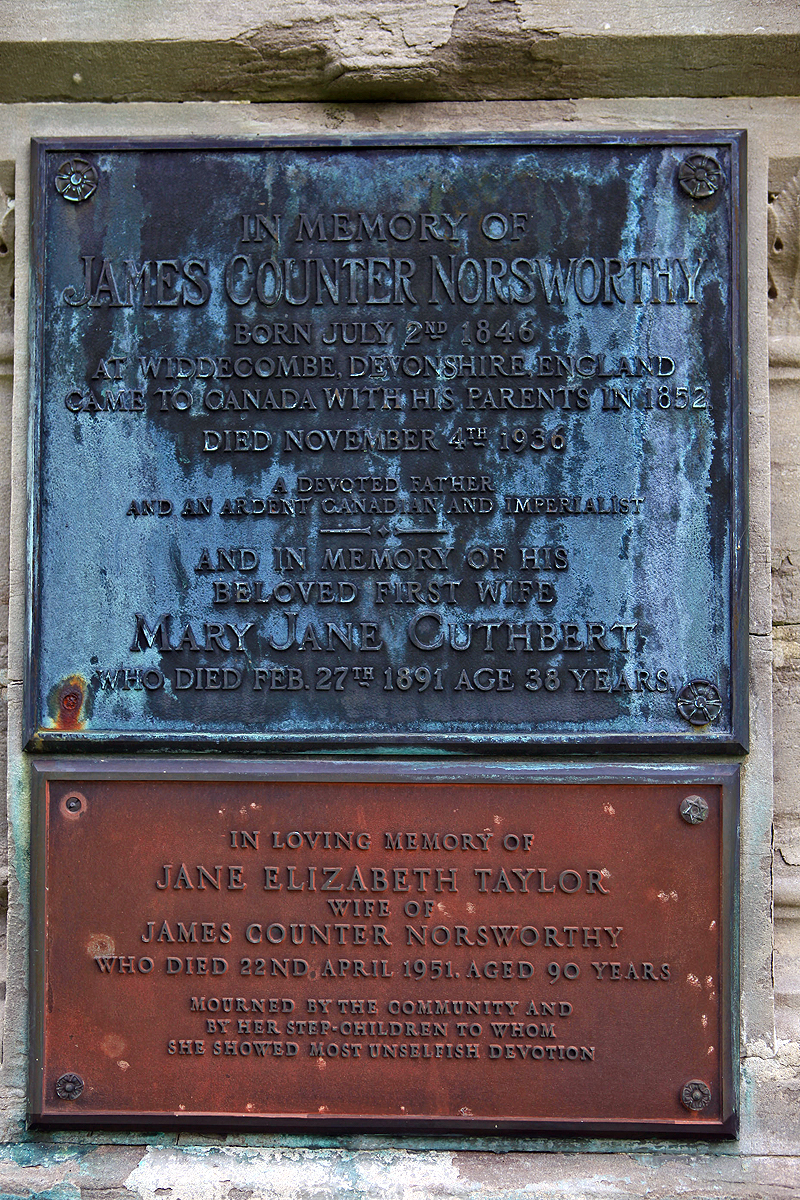 IN MEMORY OF
JAMES COUNTER NORSWORTHY
BORN JULY 2ND 1846
AT WIDDECOMBE, DEVONSHIRE, ENGLAND
CAME TO CANADA WITH HIS PARENTS IN 1852
DIED NOVEMBER 4TH 1936
A DEVOTED FATHER
AND AN ARDENT CANADIAN AND IMPERIALIST
AND IN MEMORY OF HIS
BELOVED FIRST WIFE
MARY JANE CUTHBERT
WHO DIED FEB. 27TH 1891 AGE 38 YEARS.
IN LOVING MEMORY OF
JANE ELIZABETH TAYLOR
WIFE OF
JAMES COUNTER NORSWORTHY
WHO DIED 22ND. APRIL 1951. AGED 90 YEARS
MOURNED BY THE COMMUNITY AND
BY HER STEP-CHILDREN TO WHOM
SHE SHOWED MOST UNSELFISH DEVOTION